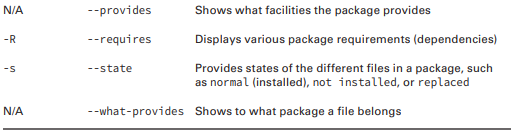 N/A --provides Shows what facilities the package provides
-R --requires Displays various package requirements (dependencies)
-s --state Provides states of the different files in a package, such
as normal (installed), not installed, or replaced
N/A --what-provides Shows to what package a file belongs